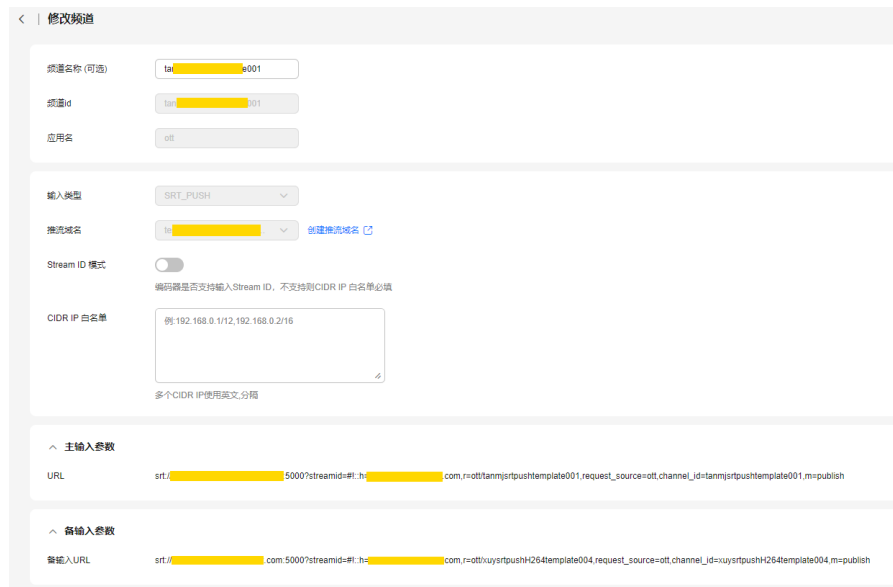 < | 修改频道
频道名称 (可选) tai e001
频道id tan 001
应用名 ott
输入类型 SRT_PUSH
推流域名 te ... 创建推流域名
Stream ID 模式
编码器是否支持输入Stream ID，不支持则CIDR IP 白名单必填
CIDR IP 白名单 例:192.168.0.1/12,192.168.0.2/16
多个CIDR IP使用英文,分隔
主输入参数
URL srt:/ 5000?streamid=#!::h= .com,r=ott/tanmjsrtpushtemplate001,request_source=ott,channel_id=tanmjsrtpushtemplate001,m=publish
备输入参数
备输入URL srt:// .com:5000?streamid=#!::h= com,r=ott/xuysrtpushH264template004,request_source=ott,channel_id=xuysrtpushH264template004,m=publish